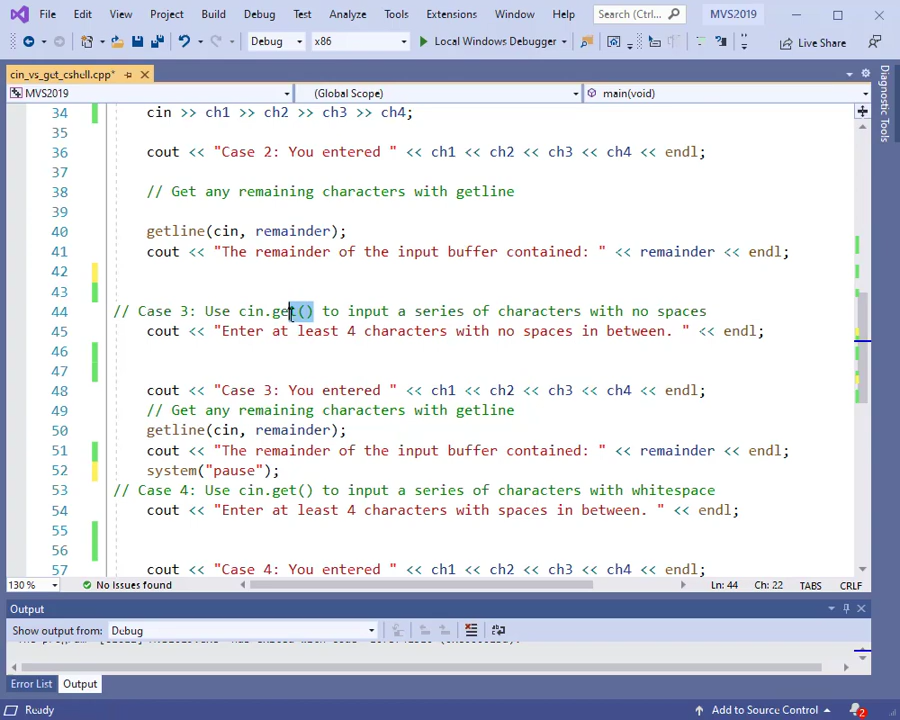 File Edit View Project Build Debug Test Analyze Tools Extensions Window Help Search (Ctrl... MVS2019
Debug x86 Local Windows Debugger Live Share
cin_vs_get_cshell.cpp*
MVS2019 (Global Scope) main(void)
34 cin >> ch1 >> ch2 >> ch3 >> ch4;
35
36 cout << "Case 2: You entered " << ch1 << ch2 << ch3 << ch4 << endl;
37
38 // Get any remaining characters with getline
39
40 getline(cin, remainder);
41 cout << "The remainder of the input buffer contained: " << remainder << endl;
42
43
44 // Case 3: Use cin.get() to input a series of characters with no spaces
45 cout << "Enter at least 4 characters with no spaces in between. " << endl;
46
47
48 cout << "Case 3: You entered " << ch1 << ch2 << ch3 << ch4 << endl;
49 // Get any remaining characters with getline
50 getline(cin, remainder);
51 cout << "The remainder of the input buffer contained: " << remainder << endl;
52 system("pause");
53 // Case 4: Use cin.get() to input a series of characters with whitespace
54 cout << "Enter at least 4 characters with spaces in between. " << endl;
55
56
57 cout << "Case 4: You entered " << ch1 << ch2 << ch3 << ch4 << endl;
Diagnostic Tools
130 % No issues found Ln: 44 Ch: 22 TABS CRLF
Output
Show output from: Debug
Error List Output
Ready Add to Source Control 2